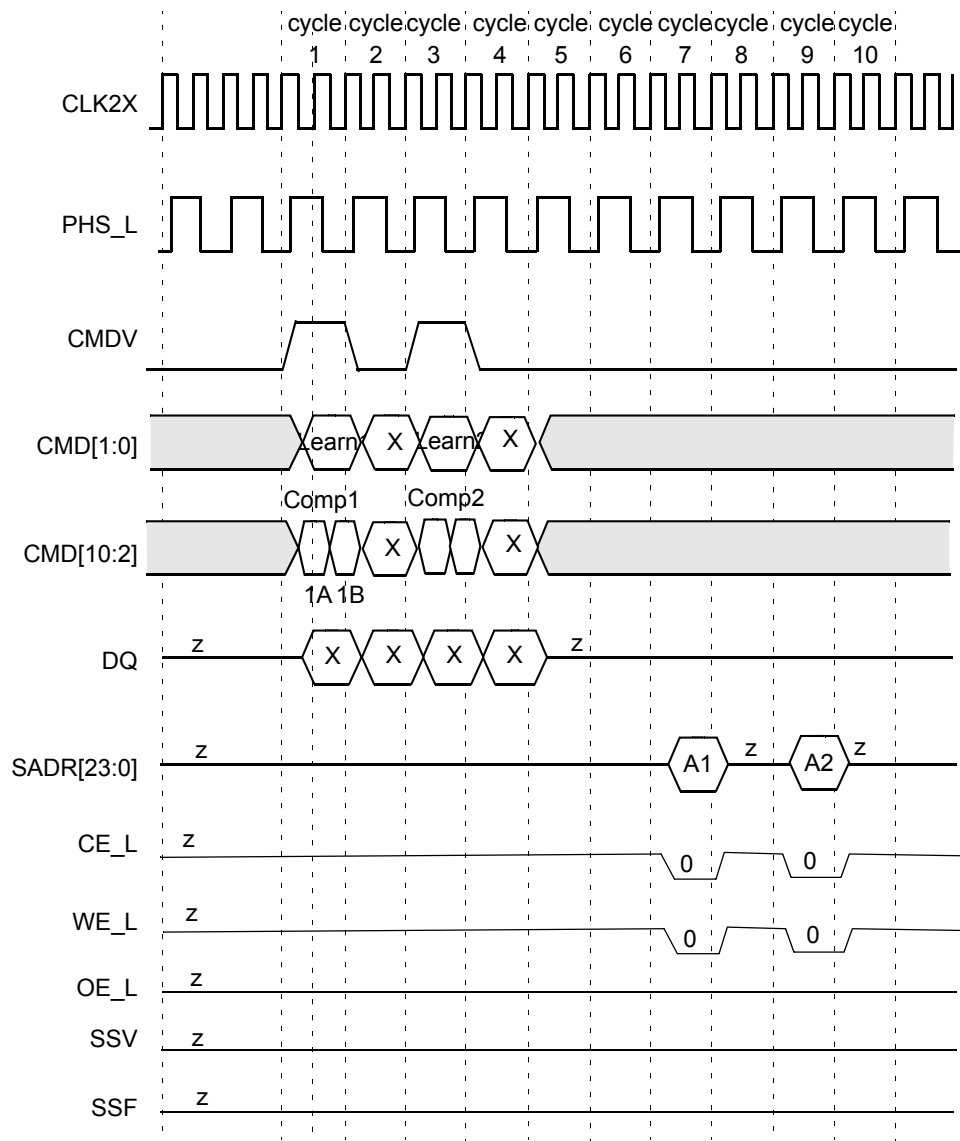 cycle cycle cycle cycle cycle cycle cycle cycle cycle cycle
1 2 3 4 5 6 7 8 9 10
CLK2X
PHS_L
CMDV
CMD[1:0] Learn1 X Learn2 X
Comp1 Comp2
CMD[10:2] X X
1A 1B
DQ z X X X X z
SADR[23:0] z A1 z A2 z
CE_L z 0 0
WE_L z 0 0
OE_L z
SSV z
SSF z